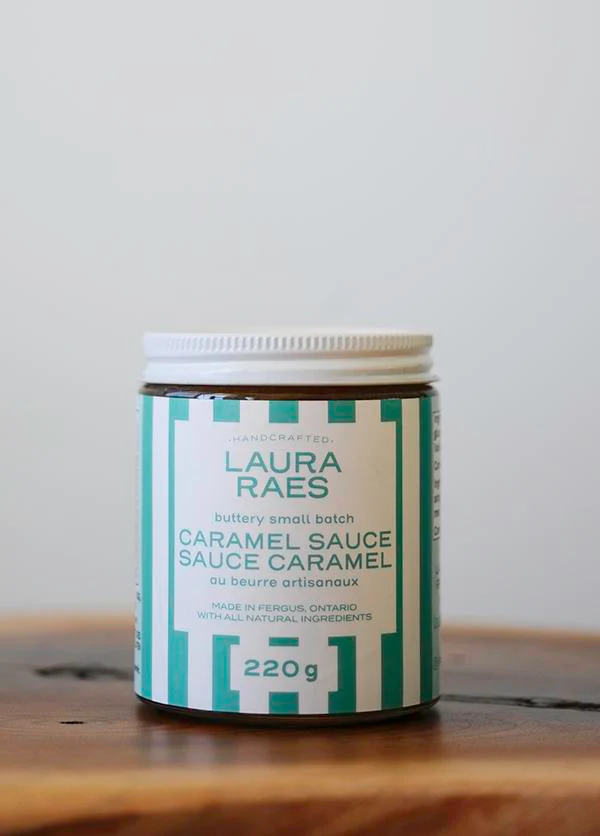 ·HANDCRAFTED·
LAURA
RAES
buttery small batch
CARAMEL SAUCE
SAUCE CARAMEL
au beurre artisanaux
MADE IN FERGUS, ONTARIO
WITH ALL NATURAL INGREDIENTS
220g